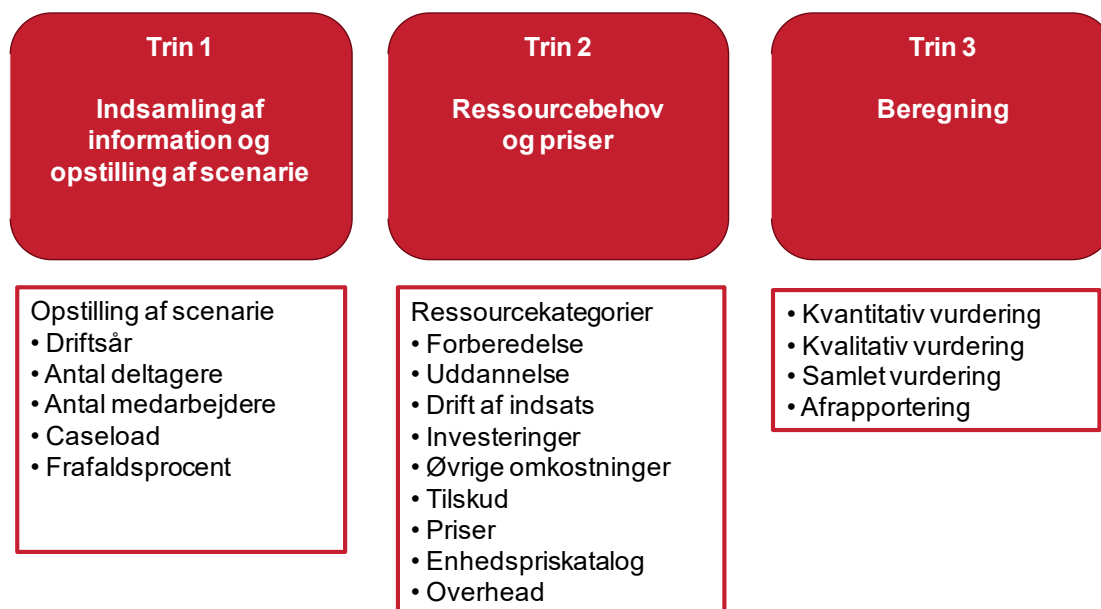 Trin 1
Indsamling af
information og
opstilling af scenarie
Trin 2
Ressourcebehov
og priser
Trin 3
Beregning
Opstilling af scenarie
• Driftsår
• Antal deltagere
• Antal medarbejdere
• Caseload
• Frafaldsprocent
Ressourcekategorier
• Forberedelse
• Uddannelse
• Drift af indsats
• Investeringer
• Øvrige omkostninger
• Tilskud
• Priser
• Enhedspriskatalog
• Overhead
• Kvantitativ vurdering
• Kvalitativ vurdering
• Samlet vurdering
• Afrapportering